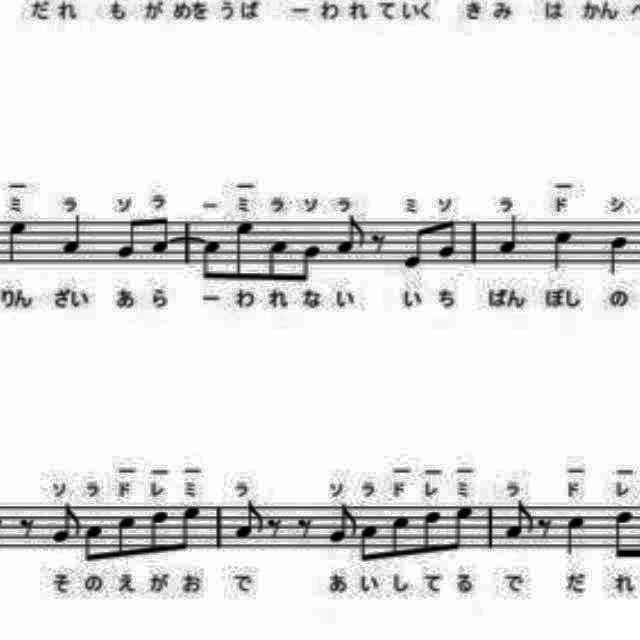 だれ もがめをうば ーわれていく きみ は かん
ミ ラ ソ ラ ー ミ ラ ソ ラ ミ ソ ラ ド シ
りん ざい あ ら ー わ れ な い い ち ばん ぼし の
ソ ラ ド レ ミ ラ ソ ラ ド レ ミ ラ ド レ
そ の え が お で あ い し て る で だ れ